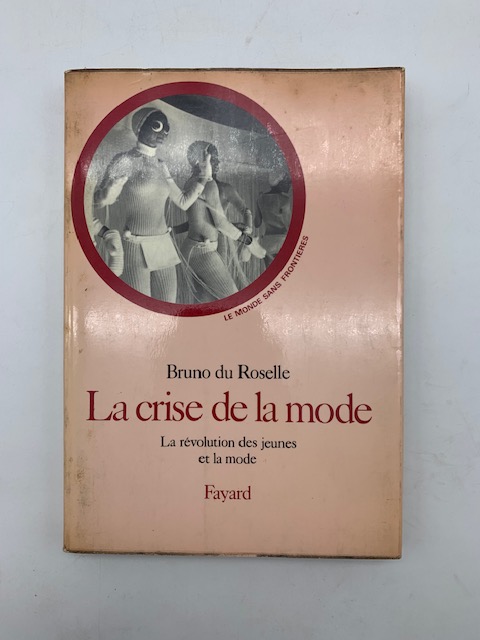 LE MONDE SANS FRONTIÈRES
Bruno du Roselle
La crise de la mode
La révolution des jeunes
et la mode
Fayard